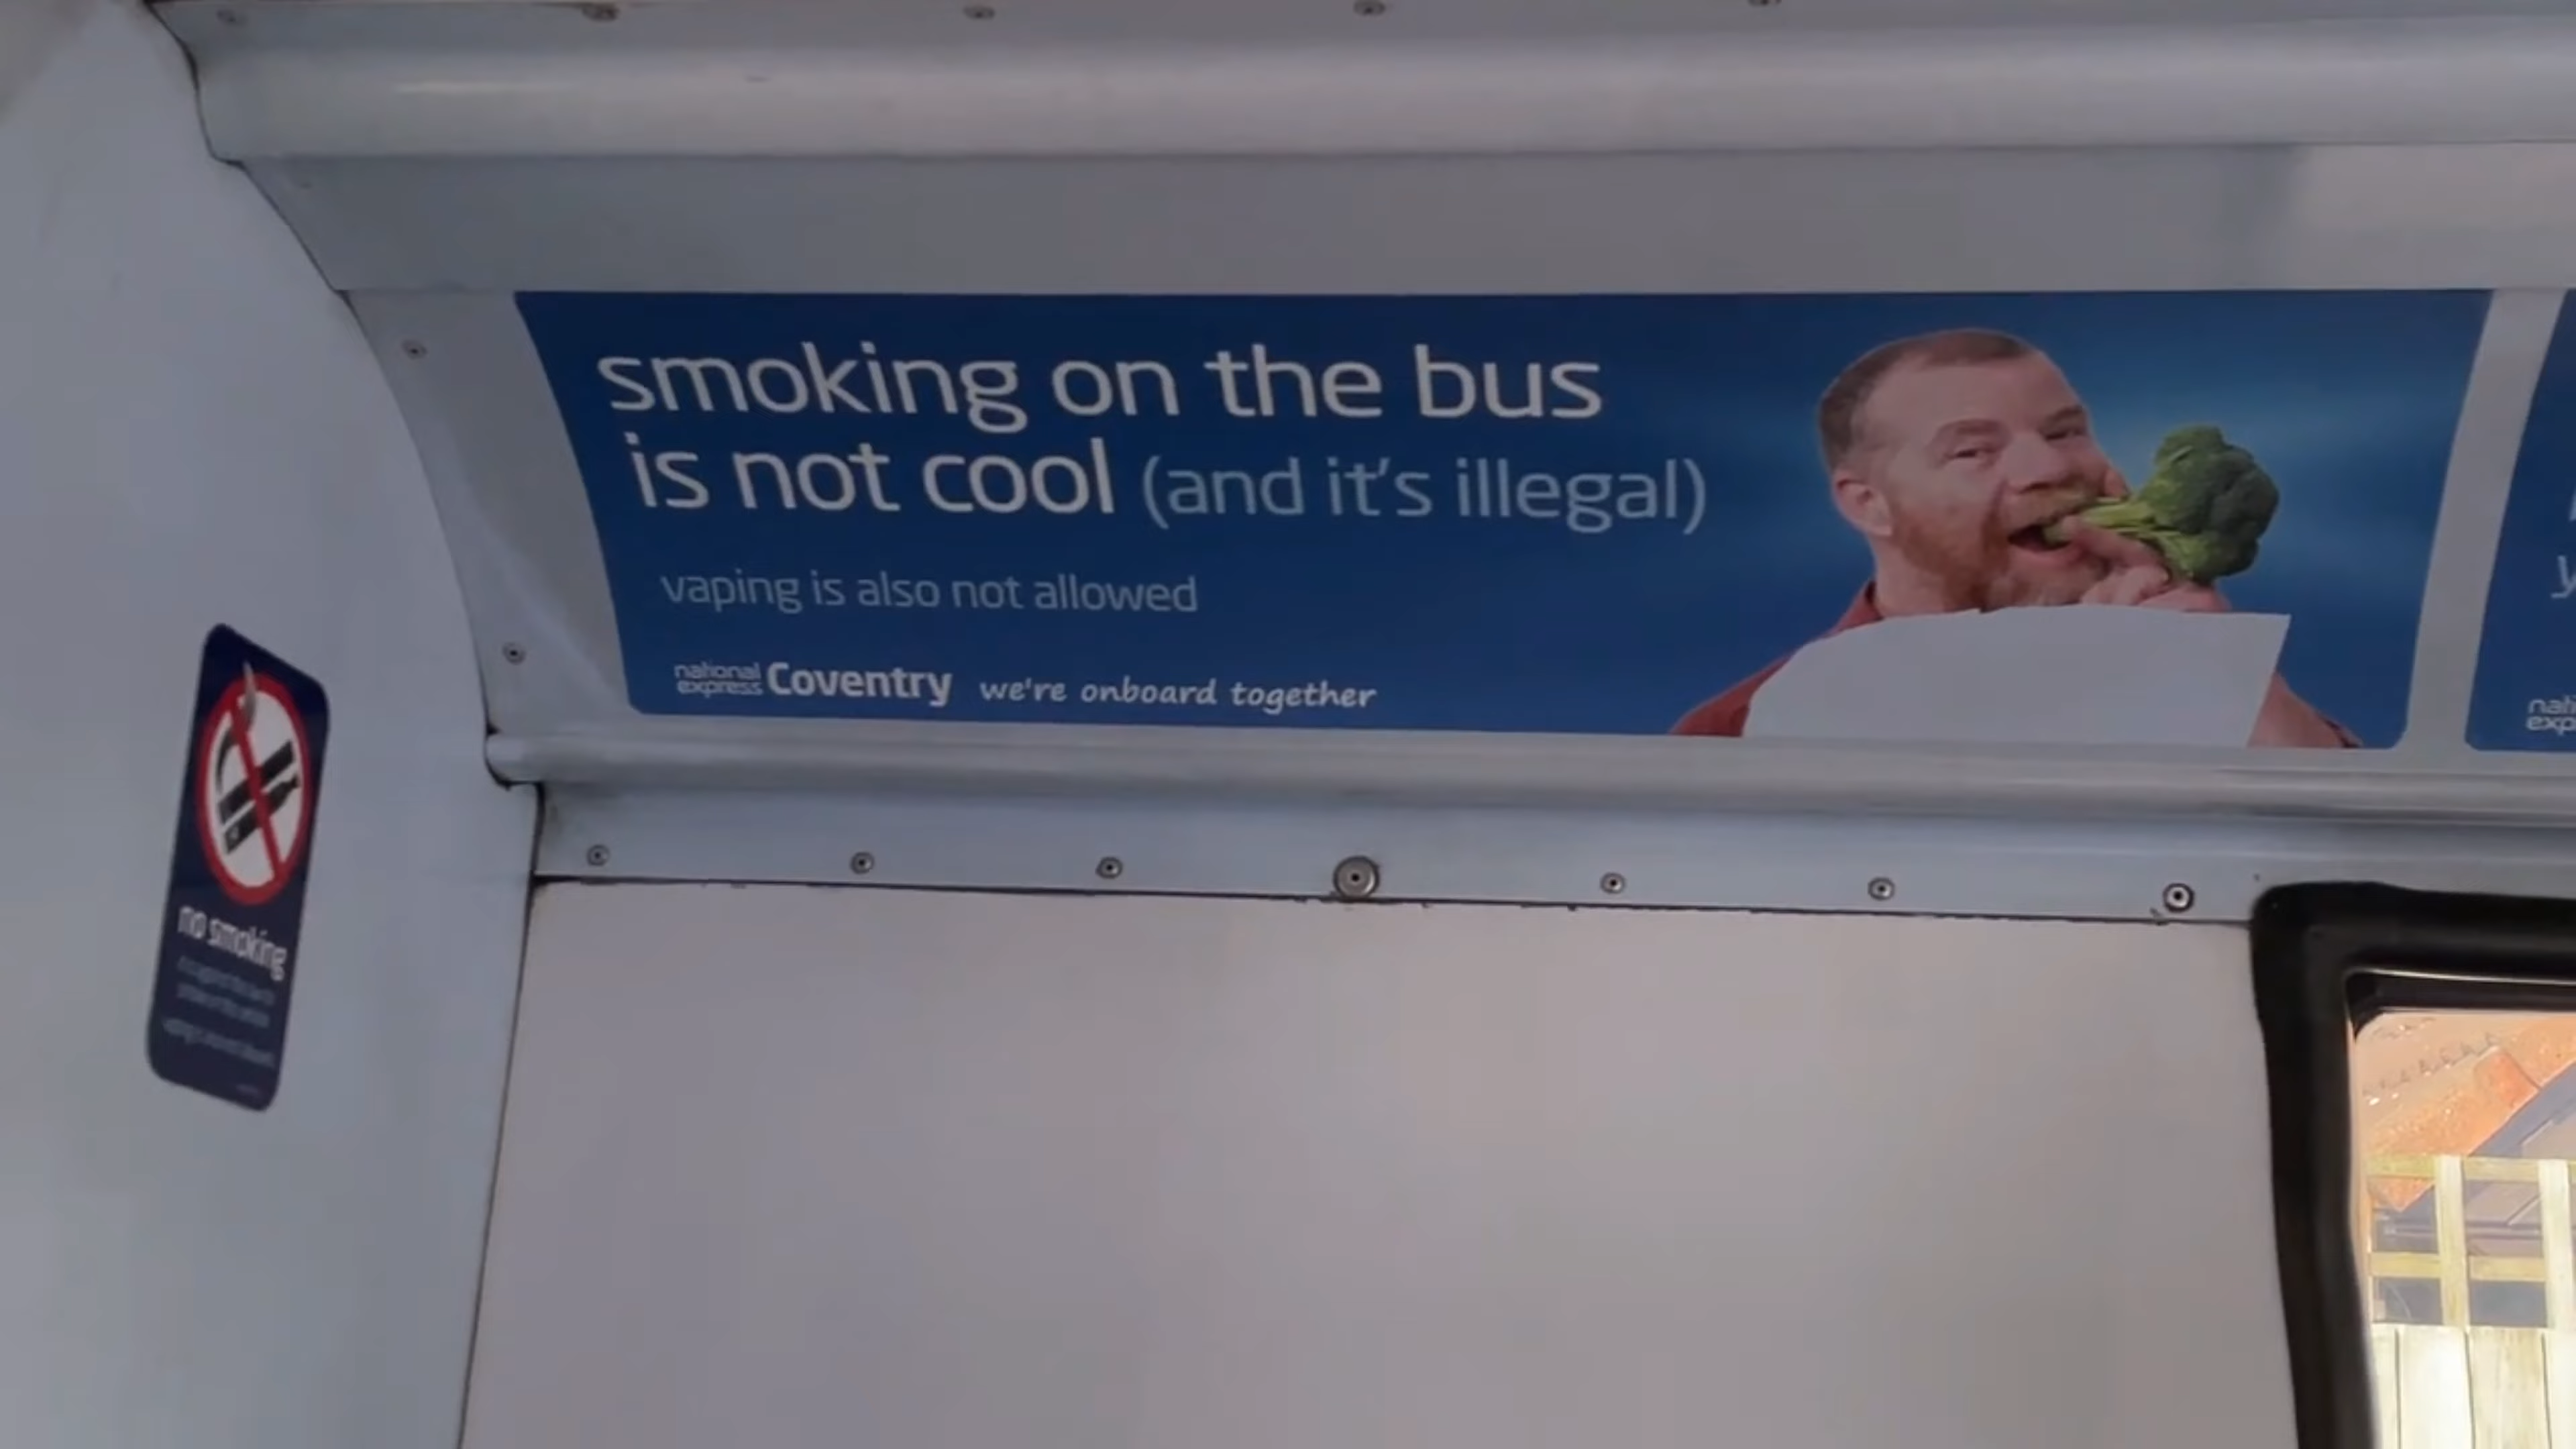 smoking on the bus
is not cool (and it's illegal)
vaping is also not allowed
national
express Coventry we're onboard together
no smoking